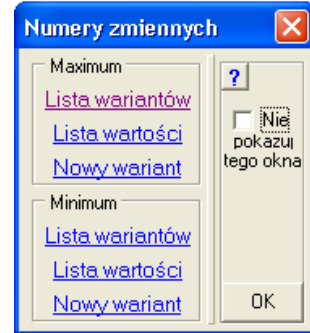 Numery zmiennych
Maximum
Lista wariantów
Lista wartości
Nowy wariant
Minimum
Lista wariantów
Lista wartości
Nowy wariant
?
Nie
pokazuj
tego okna
OK